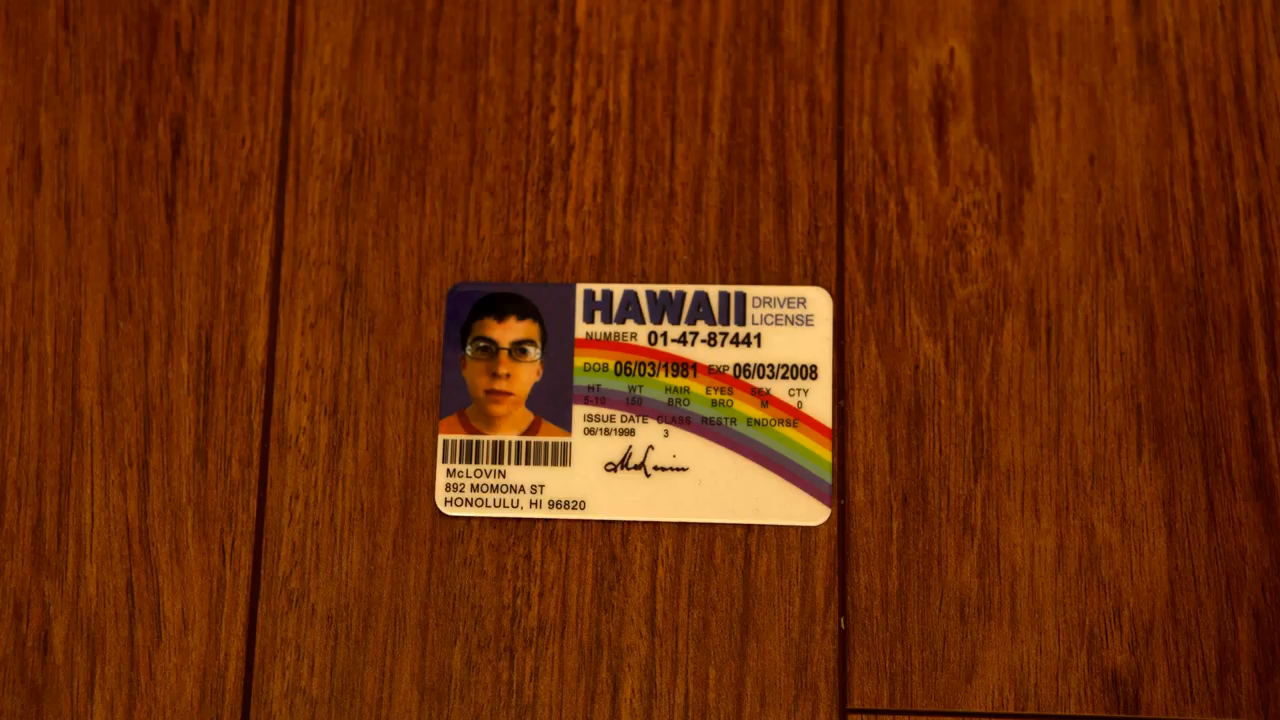 HAWAII DRIVER LICENSE
NUMBER 01-47-87441
DOB 06/03/1981 EXP 06/03/2008
HT WT HAIR EYES SEX CTY
5-10 150 BRO BRO M 0
ISSUE DATE CLASS RESTR ENDORSE
06/18/1998 3
McLovin
McLOVIN
892 MOMONA ST
HONOLULU, HI 96820